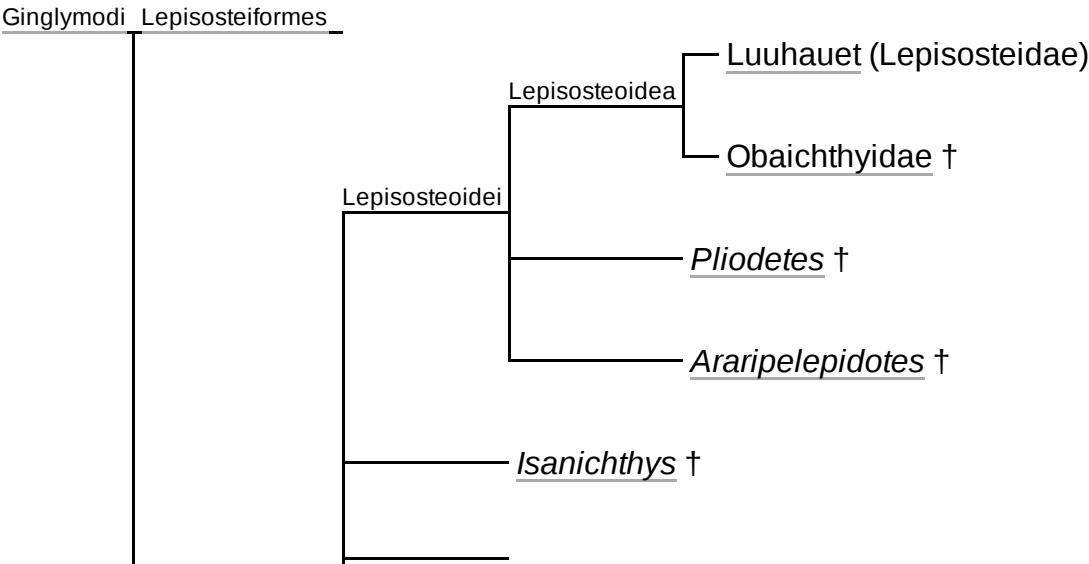 Ginglymodi Lepisosteiformes
Luuhauet (Lepisosteidae)
Lepisosteoidea
Obaichthyidae †
Lepisosteoidei
Pliodetes †
Araripelepidotes †
Isanichthys †